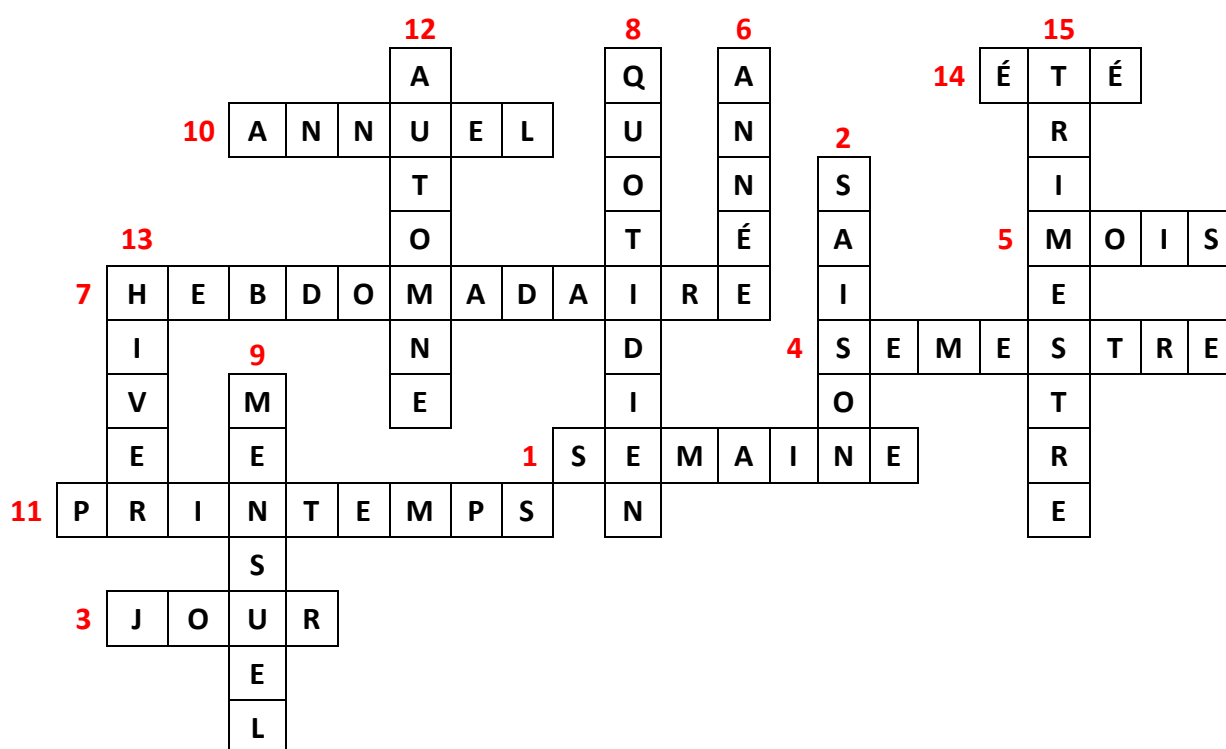 12 8 6 15
A Q A 14 É T É
10 A N N U E L U N 2 R
T O N S I
13 O T É A 5 M O I S
7 H E B D O M A D A I R E I E
I 9 N D 4 S E M E S T R E
V M E I O T
E E 1 S E M A I N E R
11 P R I N T E M P S N E
S
3 J O U R
E
L